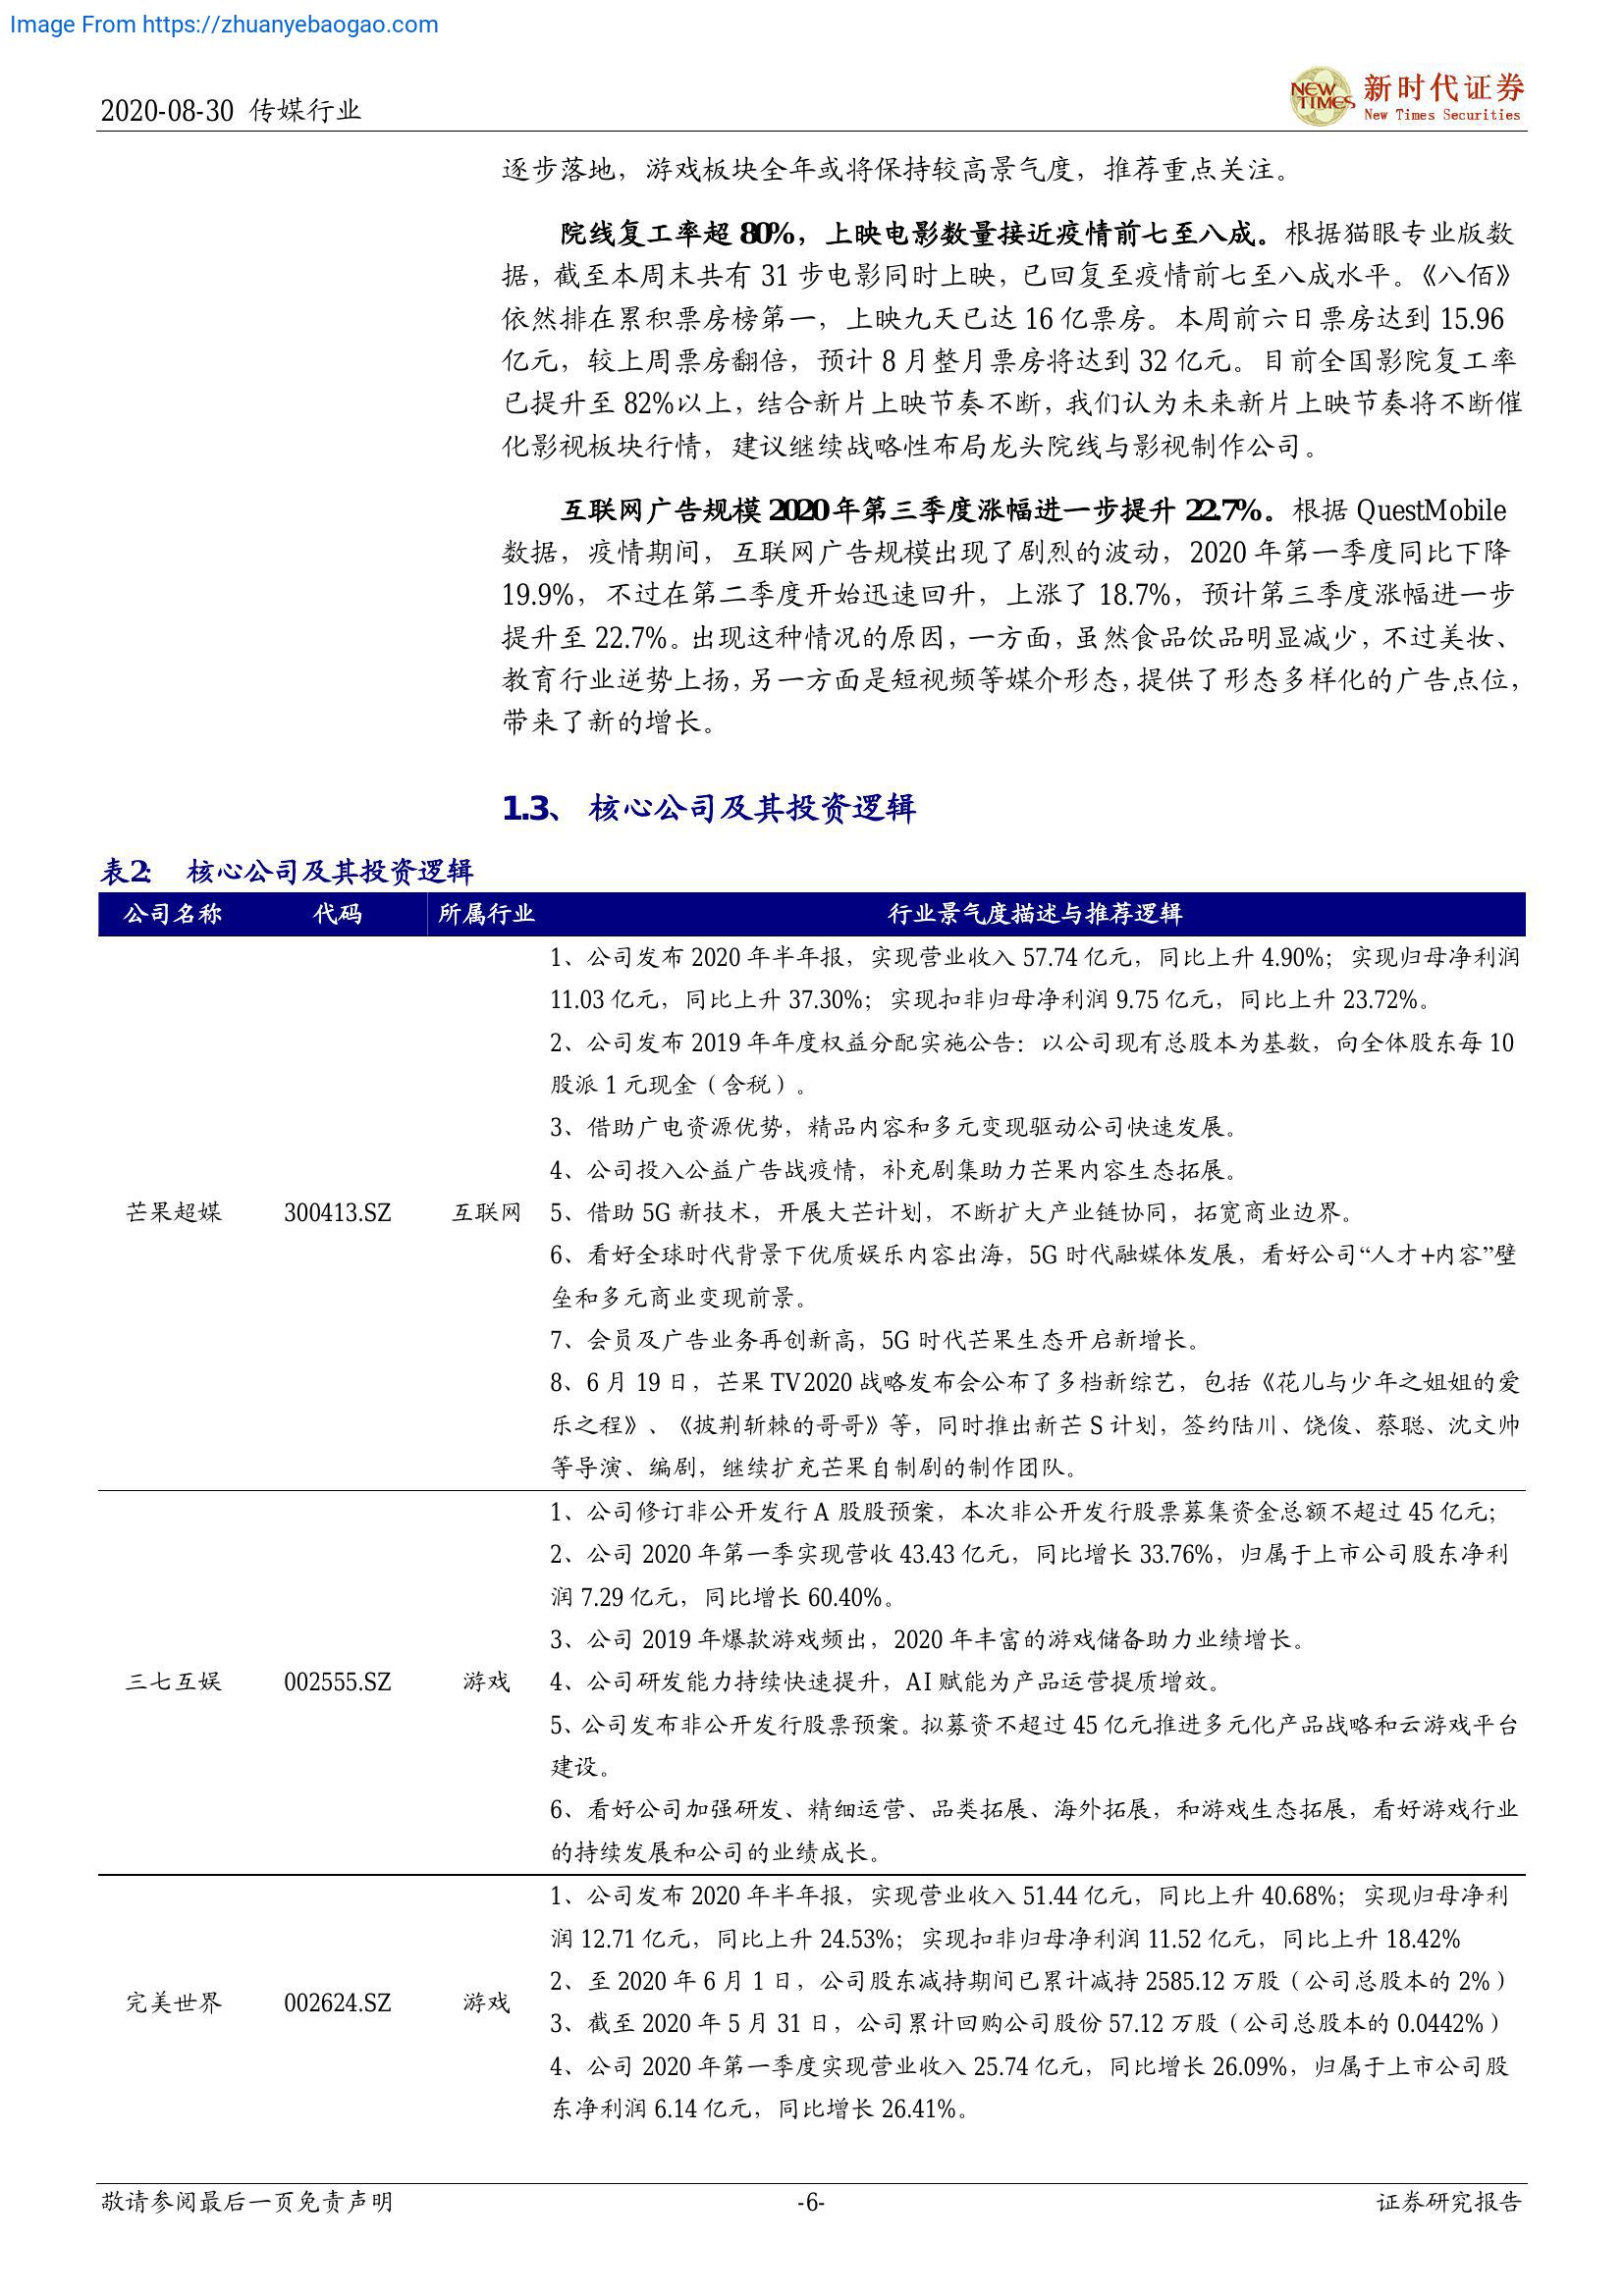 Image From https://zhuanyebaogao.com
2020-08-30 传媒行业
NEW TIMES
新时代证券
New Times Securities
逐步落地，游戏板块全年或将保持较高景气度，推荐重点关注。
院线复工率超 80%，上映电影数量接近疫情前七至八成。根据猫眼专业版数
据，截至本周末共有 31 步电影同时上映，已回复至疫情前七至八成水平。《八佰》
依然排在累积票房榜第一，上映九天已达 16 亿票房。本周前六日票房达到 15.96
亿元，较上周票房翻倍，预计 8 月整月票房将达到 32 亿元。目前全国影院复工率
已提升至 82%以上，结合新片上映节奏不断，我们认为未来新片上映节奏将不断催
化影视板块行情，建议继续战略性布局龙头院线与影视制作公司。
互联网广告规模 2020 年第三季度涨幅进一步提升 22.7%。根据 QuestMobile
数据，疫情期间，互联网广告规模出现了剧烈的波动，2020 年第一季度同比下降
19.9%，不过在第二季度开始迅速回升，上涨了 18.7%，预计第三季度涨幅进一步
提升至 22.7%。出现这种情况的原因，一方面，虽然食品饮品明显减少，不过美妆、
教育行业逆势上扬，另一方面是短视频等媒介形态，提供了形态多样化的广告点位，
带来了新的增长。
1.3、 核心公司及其投资逻辑
表2： 核心公司及其投资逻辑
公司名称 代码 所属行业 行业景气度描述与推荐逻辑
1、公司发布 2020 年半年报，实现营业收入 57.74 亿元，同比上升 4.90%；实现归母净利润
11.03 亿元，同比上升 37.30%；实现扣非归母净利润 9.75 亿元，同比上升 23.72%。
2、公司发布 2019 年年度权益分配实施公告：以公司现有总股本为基数，向全体股东每 10
股派 1 元现金（含税）。
3、借助广电资源优势，精品内容和多元变现驱动公司快速发展。
4、公司投入公益广告战疫情，补充剧集助力芒果内容生态拓展。
芒果超媒 300413.SZ 互联网 5、借助 5G 新技术，开展大芒计划，不断扩大产业链协同，拓宽商业边界。
6、看好全球时代背景下优质娱乐内容出海，5G 时代融媒体发展，看好公司“人才+内容”壁
垒和多元商业变现前景。
7、会员及广告业务再创新高，5G 时代芒果生态开启新增长。
8、6 月 19 日，芒果 TV2020 战略发布会公布了多档新综艺，包括《花儿与少年之姐姐的爱
乐之程》、《披荆斩棘的哥哥》等，同时推出新芒 S 计划，签约陆川、饶俊、蔡聪、沈文帅
等导演、编剧，继续扩充芒果自制剧的制作团队。
1、公司修订非公开发行 A 股股预案，本次非公开发行股票募集资金总额不超过 45 亿元；
2、公司 2020 年第一季实现营收 43.43 亿元，同比增长 33.76%，归属于上市公司股东净利
润 7.29 亿元，同比增长 60.40%。
3、公司 2019 年爆款游戏频出，2020 年丰富的游戏储备助力业绩增长。
三七互娱 002555.SZ 游戏 4、公司研发能力持续快速提升，AI 赋能为产品运营提质增效。
5、公司发布非公开发行股票预案。拟募资不超过 45 亿元推进多元化产品战略和云游戏平台
建设。
6、看好公司加强研发、精细运营、品类拓展、海外拓展，和游戏生态拓展，看好游戏行业
的持续发展和公司的业绩成长。
1、公司发布 2020 年半年报，实现营业收入 51.44 亿元，同比上升 40.68%；实现归母净利
润 12.71 亿元，同比上升 24.53%；实现扣非归母净利润 11.52 亿元，同比上升 18.42%
2、至 2020 年 6 月 1 日，公司股东减持期间已累计减持 2585.12 万股（公司总股本的 2%）
完美世界 002624.SZ 游戏
3、截至 2020 年 5 月 31 日，公司累计回购公司股份 57.12 万股（公司总股本的 0.0442%）
4、公司 2020 年第一季度实现营业收入 25.74 亿元，同比增长 26.09%，归属于上市公司股
东净利润 6.14 亿元，同比增长 26.41%。
敬请参阅最后一页免责声明 -6- 证券研究报告